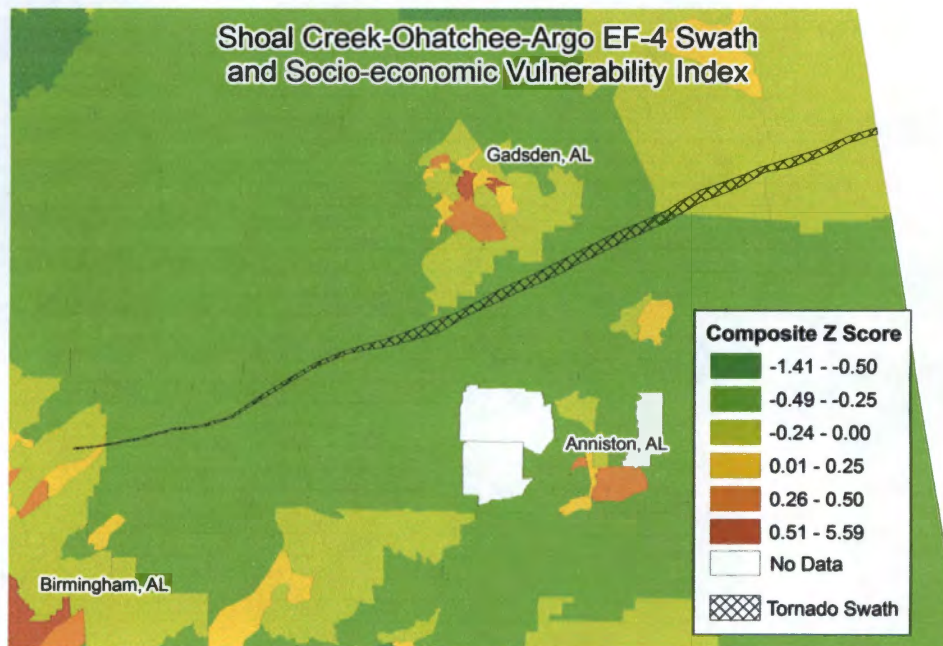 Shoal Creek-Ohatchee-Argo EF-4 Swath
and Socio-economic Vulnerability Index
Gadsden, AL
Anniston, AL
Birmingham, AL
Composite Z Score
-1.41 - -0.50
-0.49 - -0.25
-0.24 - 0.00
0.01 - 0.25
0.26 - 0.50
0.51 - 5.59
No Data
Tornado Swath